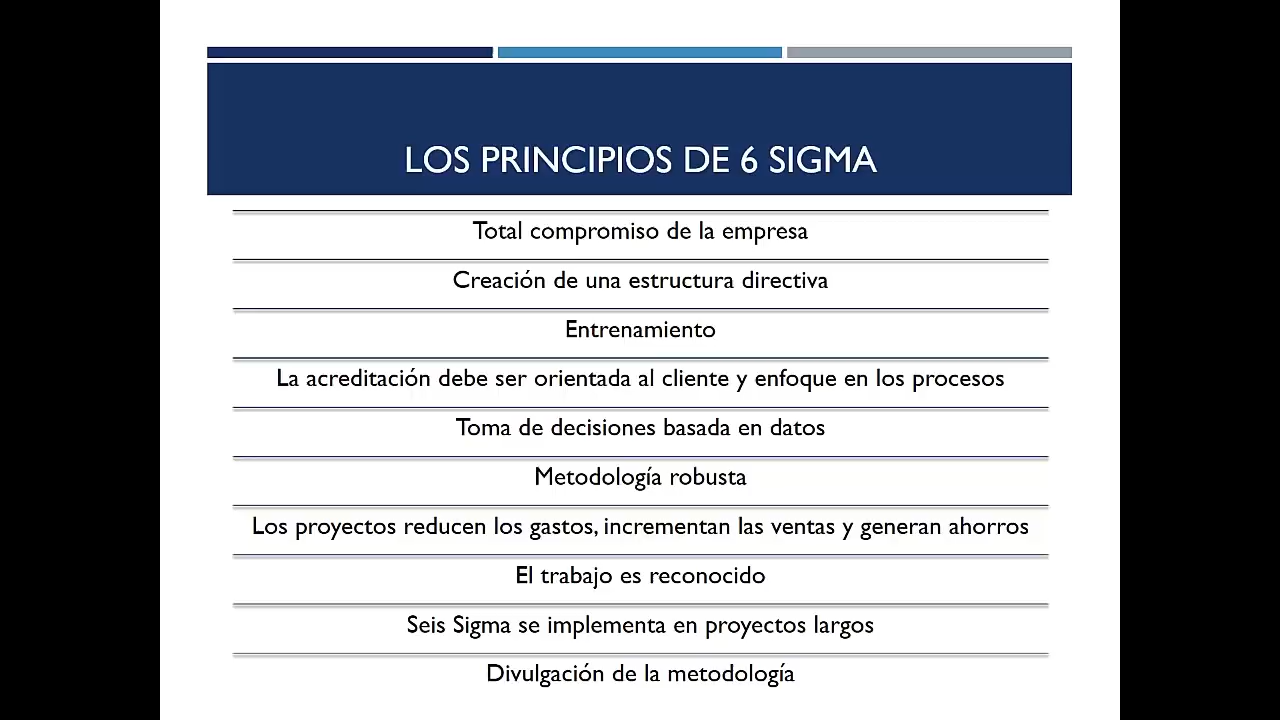 LOS PRINCIPIOS DE 6 SIGMA
Total compromiso de la empresa
Creación de una estructura directiva
Entrenamiento
La acreditación debe ser orientada al cliente y enfoque en los procesos
Toma de decisiones basada en datos
Metodología robusta
Los proyectos reducen los gastos, incrementan las ventas y generan ahorros
El trabajo es reconocido
Seis Sigma se implementa en proyectos largos
Divulgación de la metodología